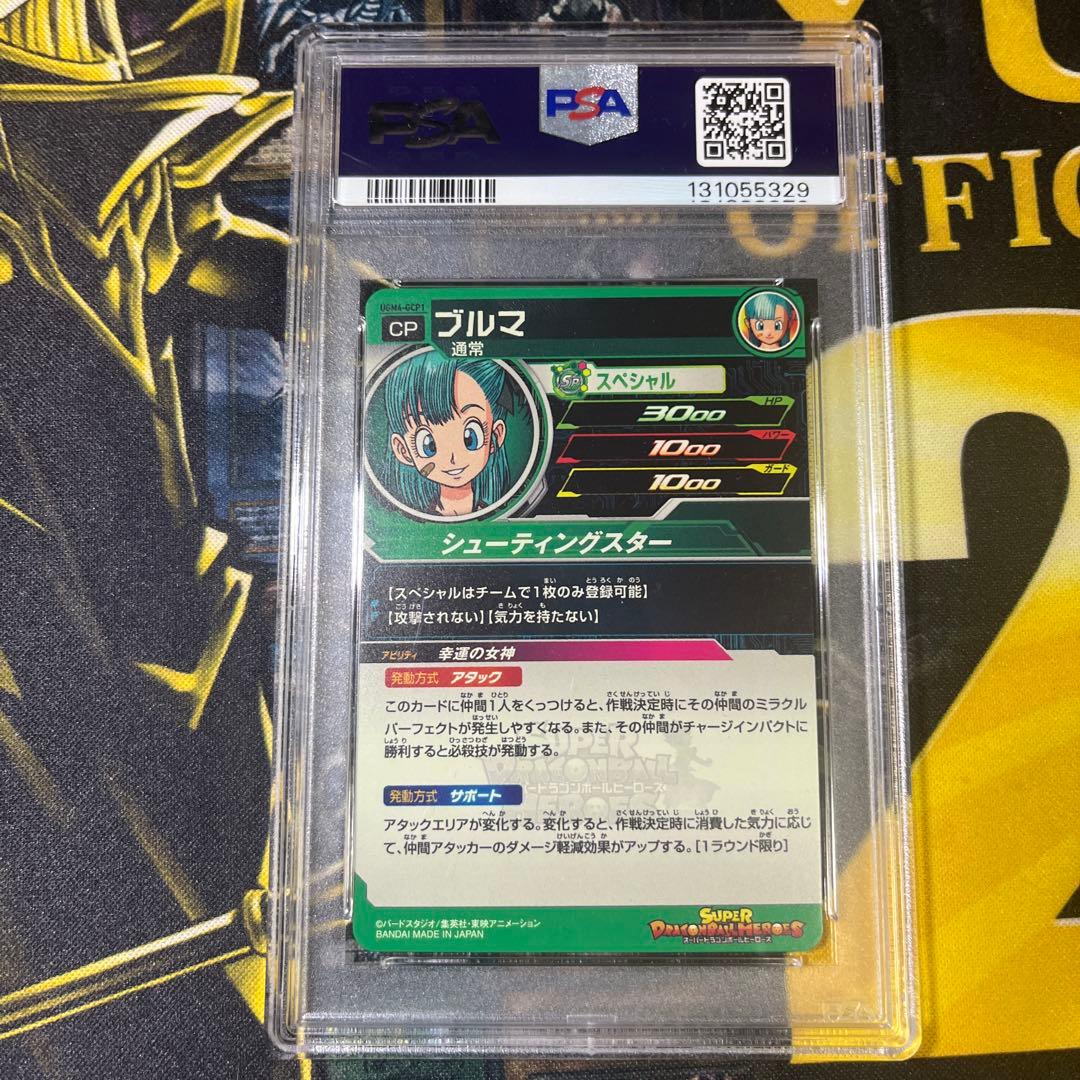 PSA
PSA
131055329
UGM4-GCP1
CP
ブルマ
通常
SP
スペシャル
HP
3000
パワー
1000
ガード
1000
シューティングスター
【スペシャルはチームで1枚のみ登録可能】
【攻撃されない】【気力を持たない】
アビリティ 幸運の女神
発動方式 アタック
このカードに仲間1人をくっつけると、作戦決定時にその仲間のミラクル
パーフェクトが発生しやすくなる。また、その仲間がチャージインパクトに
勝利すると必殺技が発動する。
発動方式 サポート
アタックエリアが変化する。変化すると、作戦決定時に消費した気力に応じ
て、仲間アタッカーのダメージ軽減効果がアップする。[1ラウンド限り]
©バードスタジオ/集英社・東映アニメーション
BANDAI MADE IN JAPAN
SUPER
DRAGONBALL HEROES
スーパードラゴンボールヒーローズ